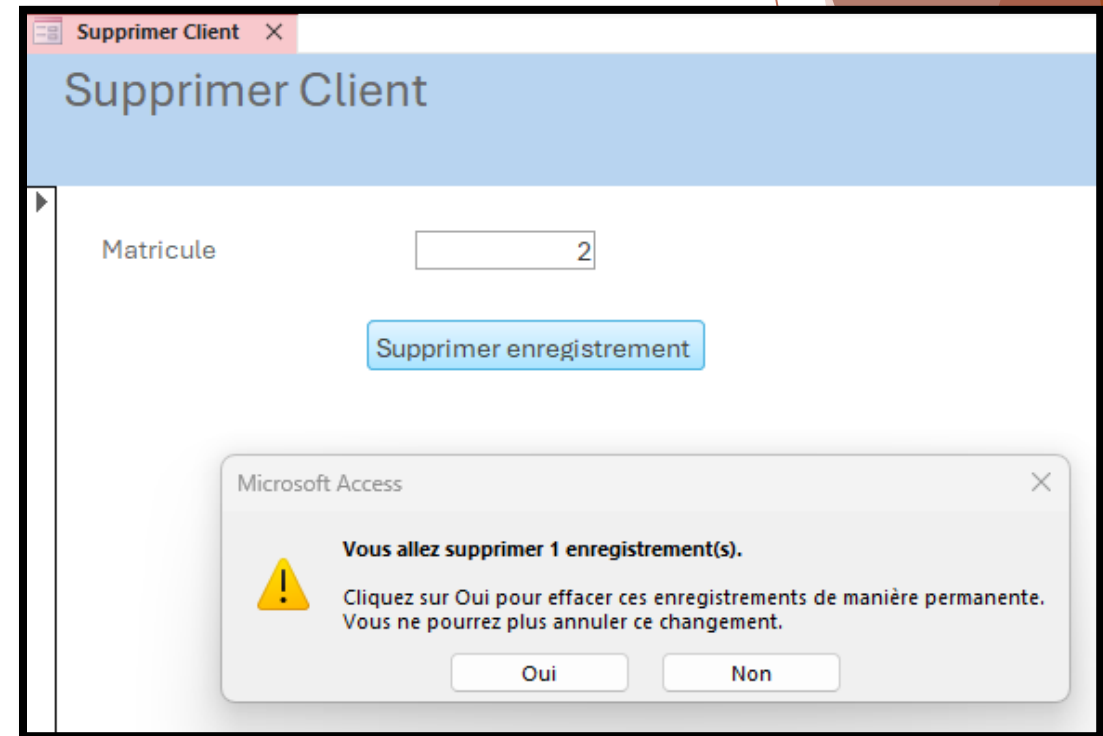 Supprimer Client
Supprimer Client
Matricule 2
Supprimer enregistrement
Microsoft Access
Vous allez supprimer 1 enregistrement(s).
Cliquez sur Oui pour effacer ces enregistrements de manière permanente.
Vous ne pourrez plus annuler ce changement.
Oui Non